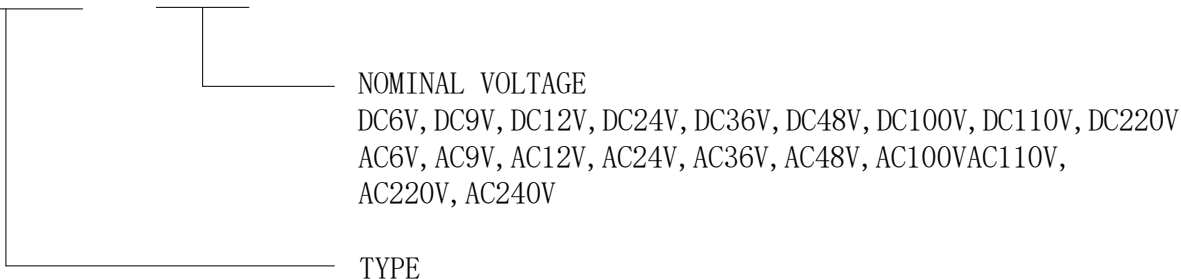 NOMINAL VOLTAGE
DC6V, DC9V, DC12V, DC24V, DC36V, DC48V, DC100V, DC110V, DC220V
AC6V, AC9V, AC12V, AC24V, AC36V, AC48V, AC100VAC110V,
AC220V, AC240V
TYPE